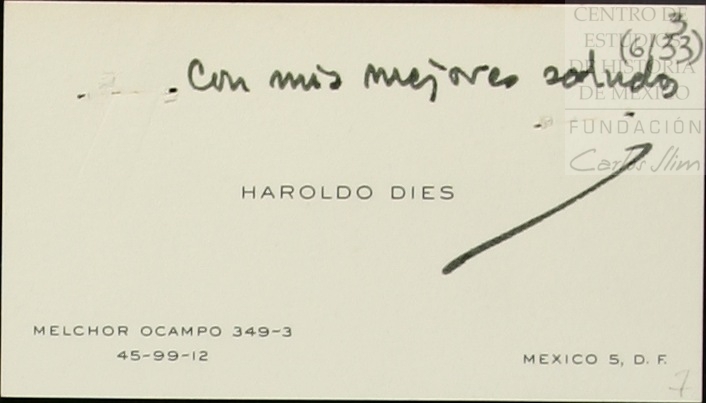 CENTRO DE
ESTUDIOS
DE HISTORIA
DE MÉXICO
FUNDACIÓN
Carlos Slim
3
(6/33)
Con mis mejores saludos
HAROLDO DIES
MELCHOR OCAMPO 349-3
45-99-12
MEXICO 5, D. F.
7